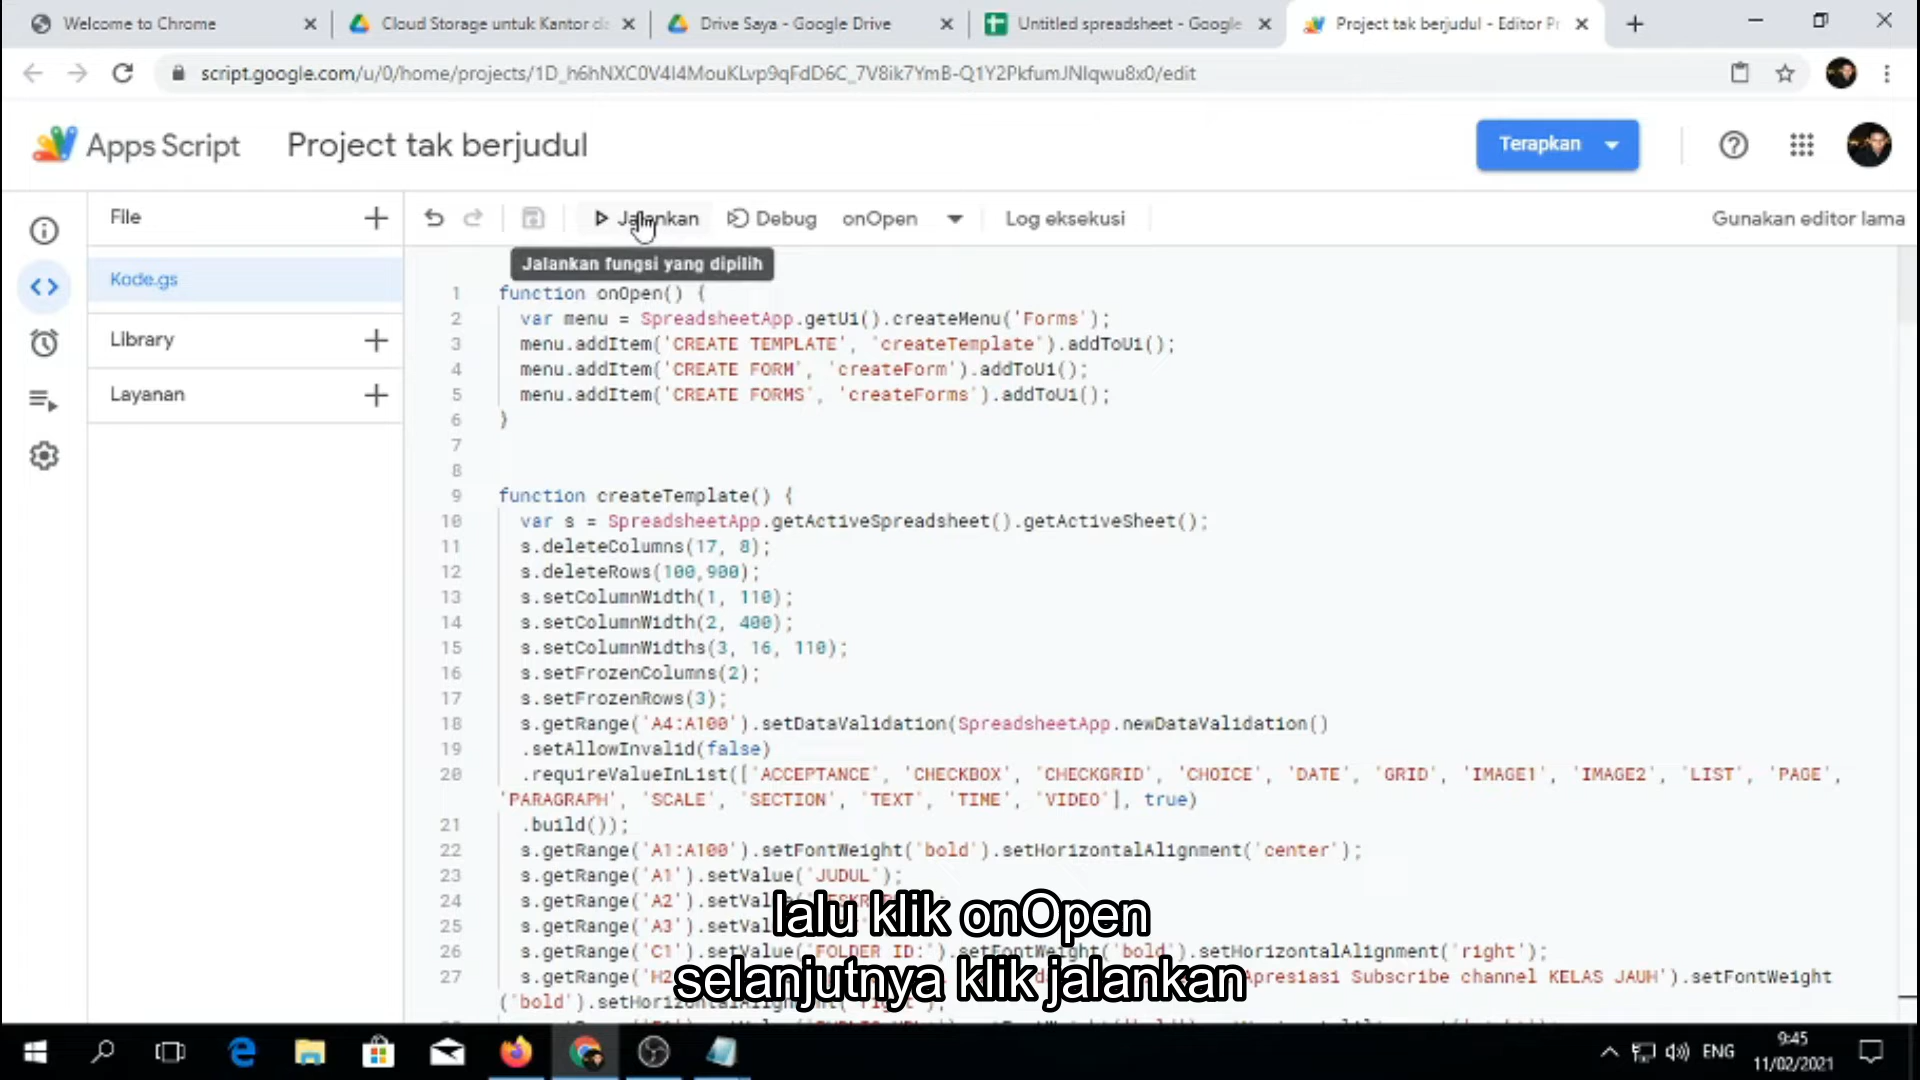 Welcome to Chrome
Cloud Storage untuk Kantor da
Drive Saya - Google Drive
Untitled spreadsheet - Google
Project tak berjudul - Editor Pr
script.google.com/u/0/home/projects/1D_h6hNXC0V4I4MouKLvp9qFdD6C_7V8ik7YmB-Q1Y2PkfumJNIqwu8x0/edit
Apps Script
Project tak berjudul
Terapkan
File
Jalankan
Debug
onOpen
Log eksekusi
Gunakan editor lama
Jalankan fungsi yang dipilih
Kode.gs
Library
Layanan
1 function onOpen() {
2 var menu = SpreadsheetApp.getUi().createMenu('Forms');
3 menu.addItem('CREATE TEMPLATE', 'createTemplate').addToUi();
4 menu.addItem('CREATE FORM', 'createForm').addToUi();
5 menu.addItem('CREATE FORMS', 'createForms').addToUi();
6 }
7
8
9 function createTemplate() {
10 var s = SpreadsheetApp.getActiveSpreadsheet().getActiveSheet();
11 s.deleteColumns(17, 8);
12 s.deleteRows(100,900);
13 s.setColumnWidth(1, 110);
14 s.setColumnWidth(2, 400);
15 s.setColumnWidths(3, 16, 110);
16 s.setFrozenColumns(2);
17 s.setFrozenRows(3);
18 s.getRange('A4:A100').setDataValidation(SpreadsheetApp.newDataValidation()
19 .setAllowInvalid(false)
20 .requireValueInList(['ACCEPTANCE', 'CHECKBOX', 'CHECKGRID', 'CHOICE', 'DATE', 'GRID', 'IMAGE1', 'IMAGE2', 'LIST', 'PAGE',
'PARAGRAPH', 'SCALE', 'SECTION', 'TEXT', 'TIME', 'VIDEO'], true)
21 .build());
22 s.getRange('A1:A100').setFontWeight('bold').setHorizontalAlignment('center');
23 s.getRange('A1').setValue('JUDUL');
24 s.getRange('A2')
25 s.getRange('A3')
26 s.getRange('C1').setValue('FOLDER ID:').setFontWeight('bold').setHorizontalAlignment('right');
27 s.getRange('H2 Apresiasi Subscribe channel KELAS JAUH').setFontWeight
('bold')
lalu klik onOpen
selanjutnya klik jalankan
ENG
9:45
11/02/2021